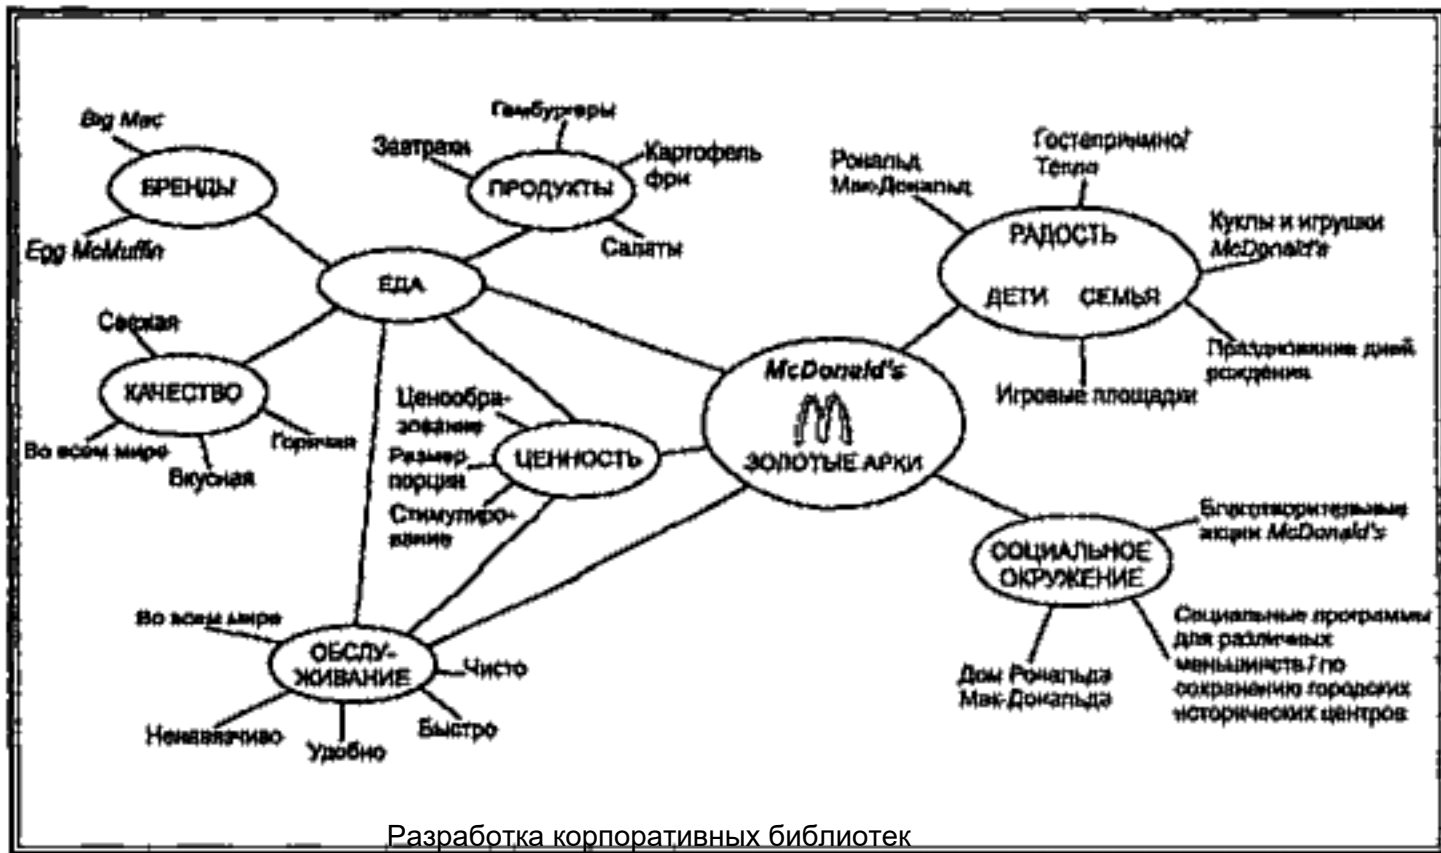 Big Mac
БРЕНДЫ
Egg McMuffin
Гамбургеры
Завтраки
Картофель
фри
ПРОДУКТЫ
Салаты
ЕДА
Свежая
КАЧЕСТВО
Во всем мире
Вкусная
Горячая
Ценообра-
зование
Размер
порции
Стимулиро-
вание
ЦЕННОСТЬ
McDonald's
ЗОЛОТЫЕ АРКИ
Рональд
Мак-Дональд
Гостеприимно/
Тепло
РАДОСТЬ
ДЕТИ СЕМЬЯ
Куклы и игрушки
McDonald's
Празднование дней
рождения
Игровые площадки
Благотворительные
акции McDonald's
СОЦИАЛЬНОЕ
ОКРУЖЕНИЕ
Социальные программы
для различных
меньшинств / по
сохранению городских
исторических центров
Дом Рональда
Мак-Дональда
Во всем мире
ОБСЛУ-
ЖИВАНИЕ
Чисто
Быстро
Удобно
Ненавязчиво
Разработка корпоративных библиотек